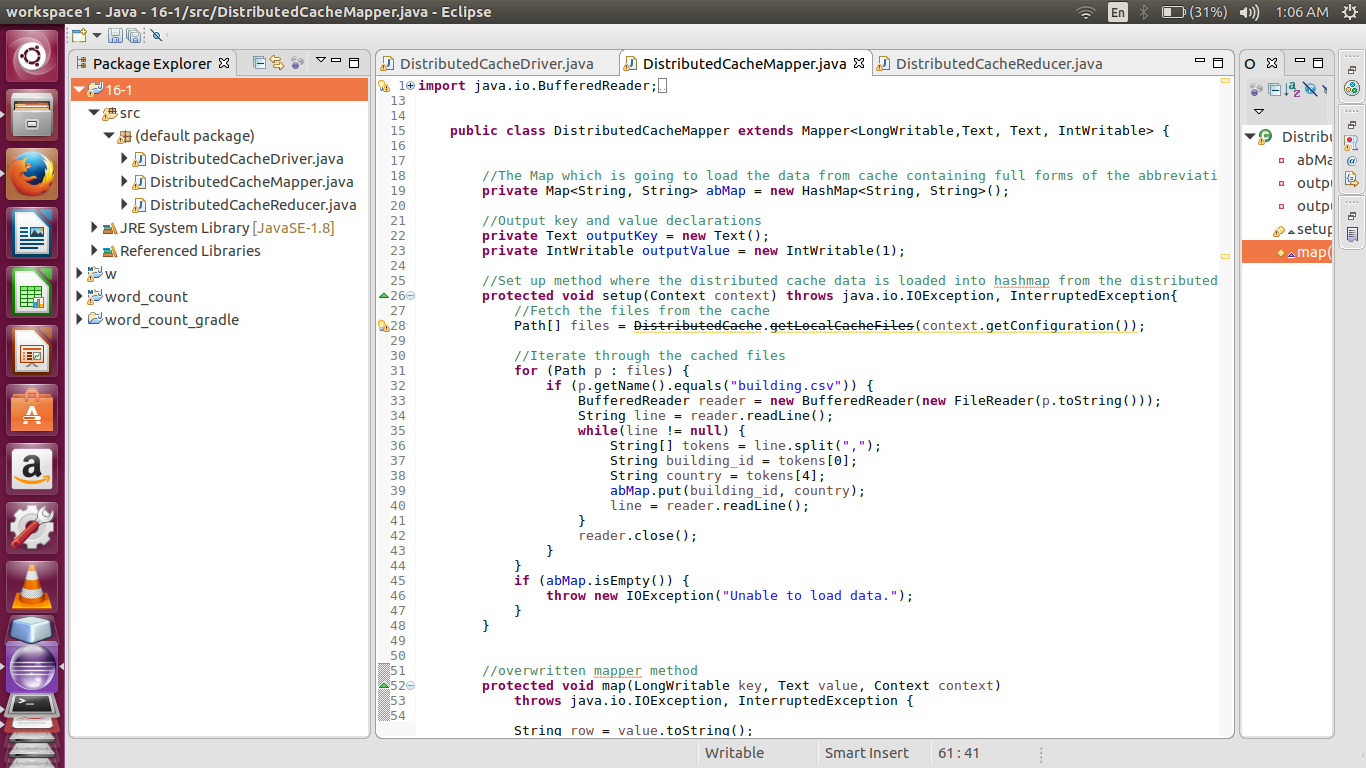 workspace1 - Java - 16-1/src/DistributedCacheMapper.java - Eclipse
En
(31%)
1:06 AM
Package Explorer
16-1
src
(default package)
DistributedCacheDriver.java
DistributedCacheMapper.java
DistributedCacheReducer.java
JRE System Library [JavaSE-1.8]
Referenced Libraries
w
word_count
word_count_gradle
DistributedCacheDriver.java
DistributedCacheMapper.java
DistributedCacheReducer.java
1 import java.io.BufferedReader;
13
14
15 public class DistributedCacheMapper extends Mapper<LongWritable,Text, Text, IntWritable> {
16
17
18 //The Map which is going to load the data from cache containing full forms of the abbreviati
19 private Map<String, String> abMap = new HashMap<String, String>();
20
21 //Output key and value declarations
22 private Text outputKey = new Text();
23 private IntWritable outputValue = new IntWritable(1);
24
25 //Set up method where the distributed cache data is loaded into hashmap from the distributed
26 protected void setup(Context context) throws java.io.IOException, InterruptedException{
27 //Fetch the files from the cache
28 Path[] files = DistributedCache.getLocalCacheFiles(context.getConfiguration());
29
30 //Iterate through the cached files
31 for (Path p : files) {
32 if (p.getName().equals("building.csv")) {
33 BufferedReader reader = new BufferedReader(new FileReader(p.toString()));
34 String line = reader.readLine();
35 while(line != null) {
36 String[] tokens = line.split(",");
37 String building_id = tokens[0];
38 String country = tokens[4];
39 abMap.put(building_id, country);
40 line = reader.readLine();
41 }
42 reader.close();
43 }
44 }
45 if (abMap.isEmpty()) {
46 throw new IOException("Unable to load data.");
47 }
48 }
49
50
51 //overwritten mapper method
52 protected void map(LongWritable key, Text value, Context context)
53 throws java.io.IOException, InterruptedException {
54
String row = value.toString();
O
Distribu
abMa
outp
outp
setup
map(
Writable
Smart Insert
61 : 41